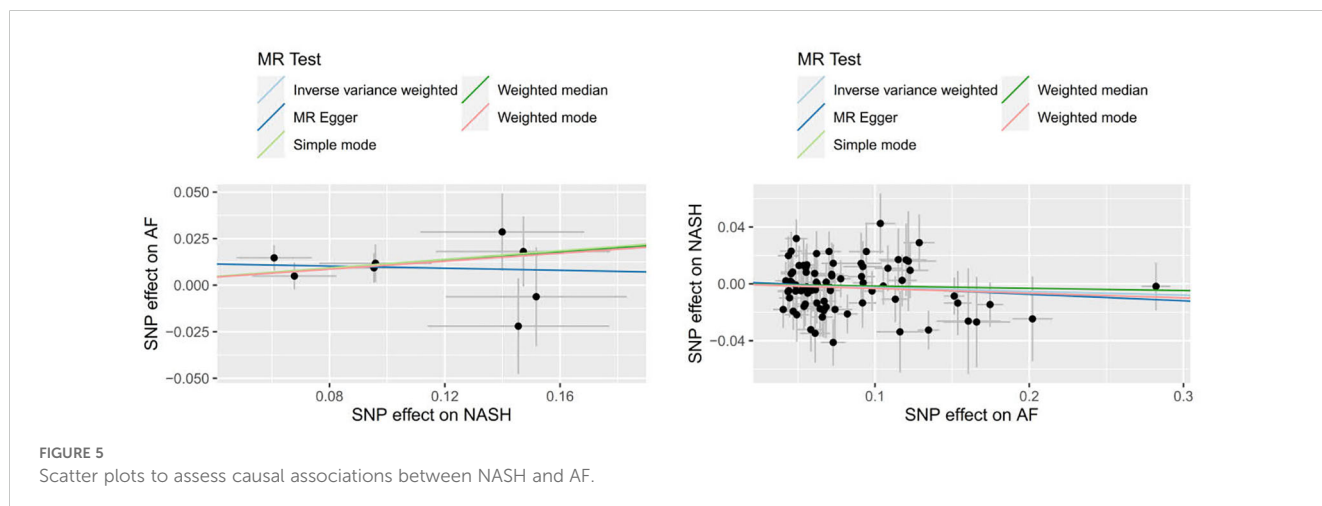 MR Test
Inverse variance weighted
Weighted median
MR Egger
Weighted mode
Simple mode
SNP effect on AF
0.050
0.025
0.000
−0.025
−0.050
0.08
0.12
0.16
SNP effect on NASH
MR Test
Inverse variance weighted
Weighted median
MR Egger
Weighted mode
Simple mode
SNP effect on NASH
0.04
0.00
−0.04
0.1
0.2
0.3
SNP effect on AF
FIGURE 5
Scatter plots to assess causal associations between NASH and AF.